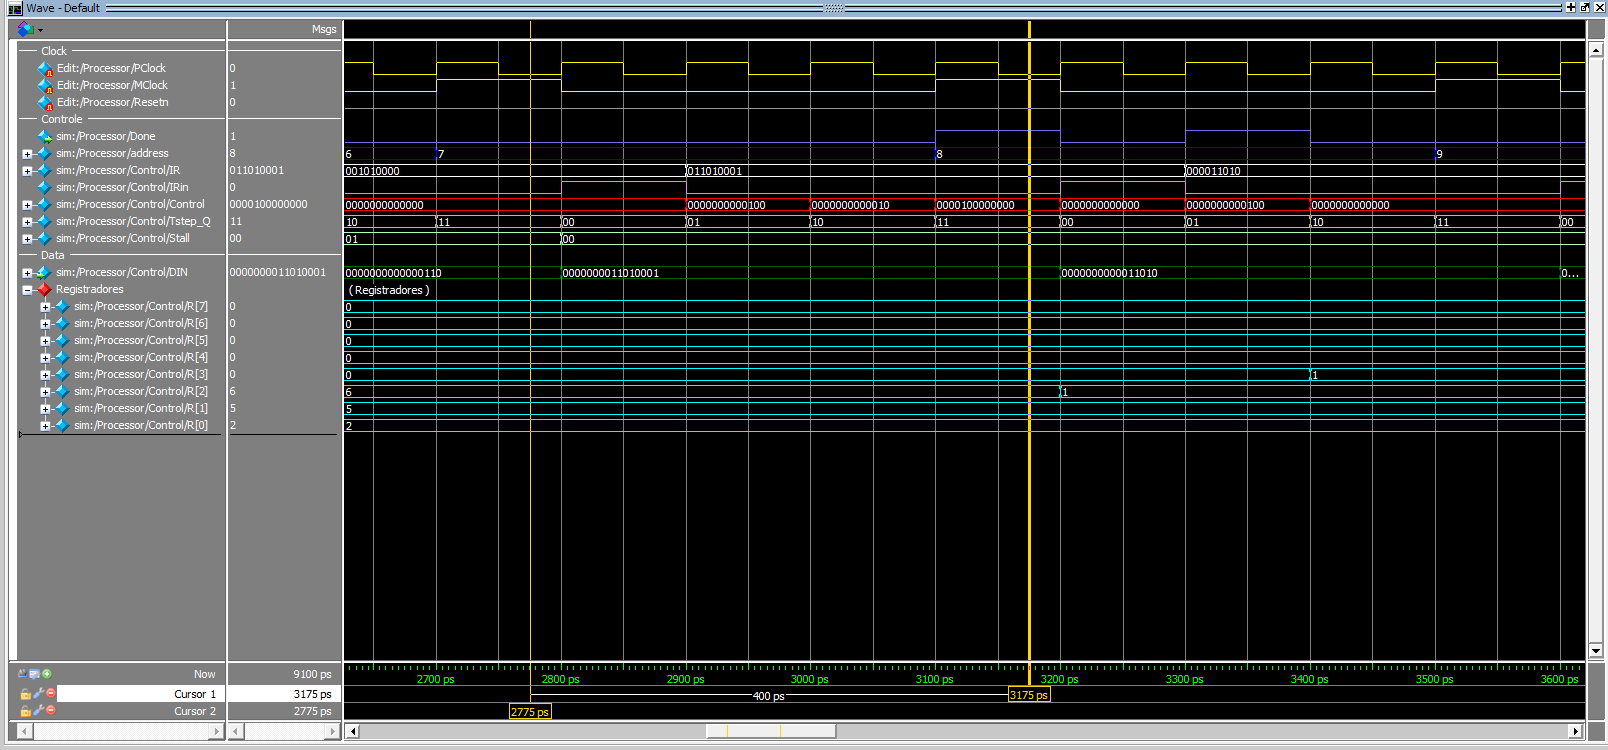 Wave - Default
Msgs
Clock
Edit:/Processor/PClock 0
Edit:/Processor/MClock 1
Edit:/Processor/Resetn 0
Controle
sim:/Processor/Done 1
sim:/Processor/address 8 6 7 8 9
sim:/Processor/Control/IR 011010001 001010000 011010001 000011010
sim:/Processor/Control/IRin 0
sim:/Processor/Control/Control 0000100000000 0000000000000 0000000000100 0000000000010 0000100000000 0000000000000 0000000000100 0000000000000
sim:/Processor/Control/Tstep_Q 11 10 11 00 01 10 11 00 01 10 11 00
sim:/Processor/Control/Stall 00 01 00
Data
sim:/Processor/Control/DIN 0000000011010001 0000000000000110 0000000011010001 0000000000011010 0...
Registradores ( Registradores )
sim:/Processor/Control/R[7] 0 0
sim:/Processor/Control/R[6] 0 0
sim:/Processor/Control/R[5] 0 0
sim:/Processor/Control/R[4] 0 0
sim:/Processor/Control/R[3] 0 0 1
sim:/Processor/Control/R[2] 6 6 1
sim:/Processor/Control/R[1] 5 5
sim:/Processor/Control/R[0] 2 2
Now 9100 ps 2700 ps 2800 ps 2900 ps 3000 ps 3100 ps 3200 ps 3300 ps 3400 ps 3500 ps 3600 ps
Cursor 1 3175 ps 400 ps 3175 ps
Cursor 2 2775 ps 2775 ps